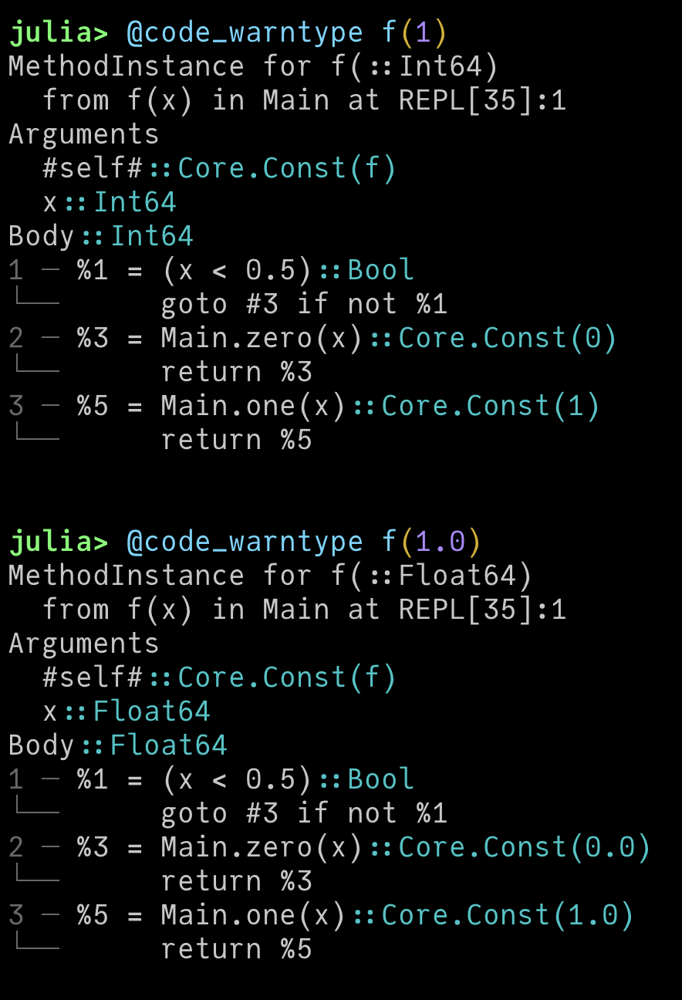 julia> @code_warntype f(1)
MethodInstance for f(::Int64)
  from f(x) in Main at REPL[35]:1
Arguments
  #self#::Core.Const(f)
  x::Int64
Body::Int64
1 ─ %1 = (x < 0.5)::Bool
└──      goto #3 if not %1
2 ─ %3 = Main.zero(x)::Core.Const(0)
└──      return %3
3 ─ %5 = Main.one(x)::Core.Const(1)
└──      return %5
julia> @code_warntype f(1.0)
MethodInstance for f(::Float64)
  from f(x) in Main at REPL[35]:1
Arguments
  #self#::Core.Const(f)
  x::Float64
Body::Float64
1 ─ %1 = (x < 0.5)::Bool
└──      goto #3 if not %1
2 ─ %3 = Main.zero(x)::Core.Const(0.0)
└──      return %3
3 ─ %5 = Main.one(x)::Core.Const(1.0)
└──      return %5